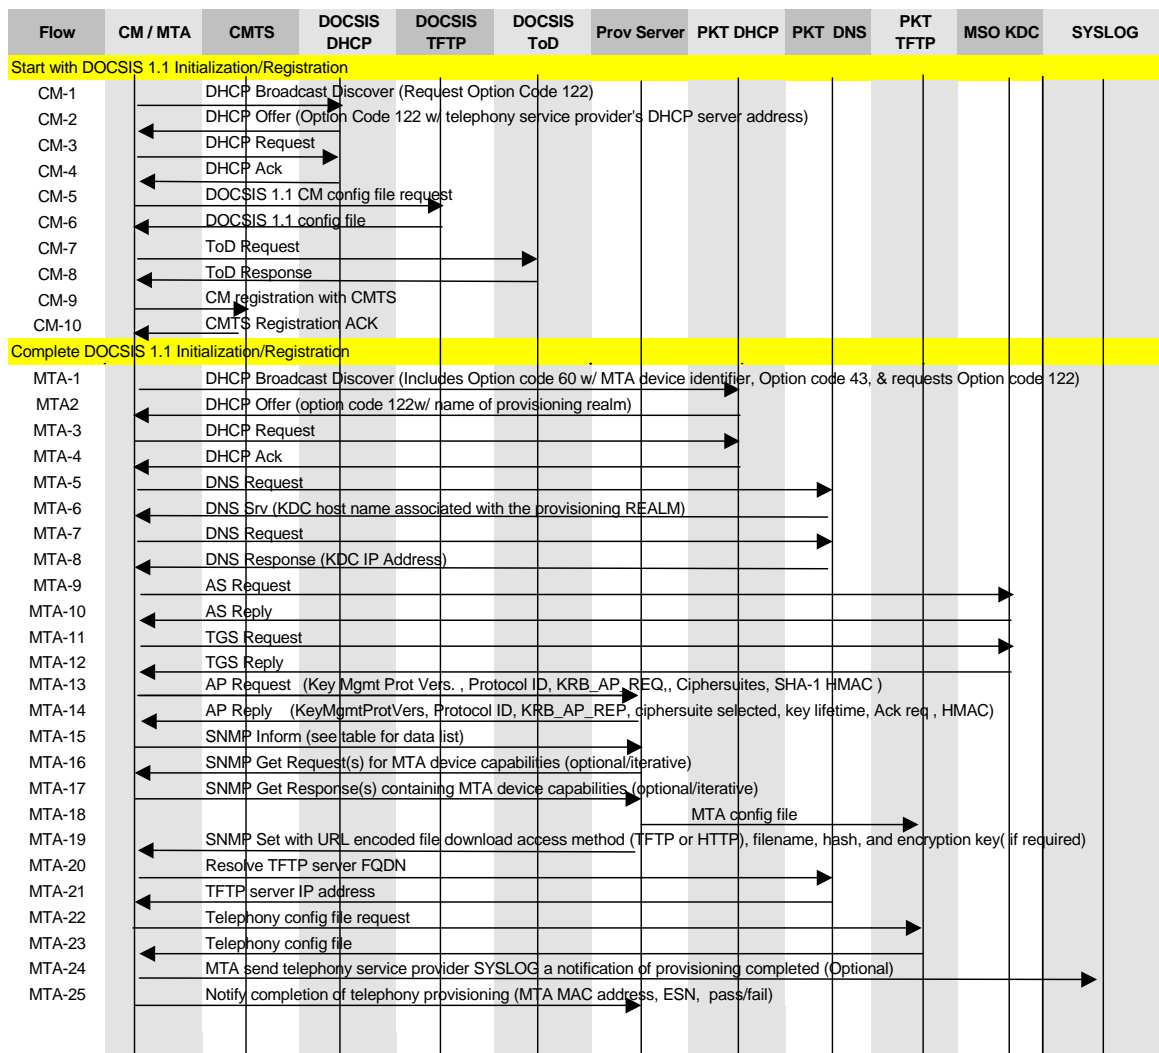 Flow CM / MTA CMTS DOCSIS DHCP DOCSIS TFTP DOCSIS ToD Prov Server PKT DHCP PKT DNS PKT TFTP MSO KDC SYSLOG
Start with DOCSIS 1.1 Initialization/Registration
CM-1 DHCP Broadcast Discover (Request Option Code 122)
CM-2 DHCP Offer (Option Code 122 w/ telephony service provider's DHCP server address)
CM-3 DHCP Request
CM-4 DHCP Ack
CM-5 DOCSIS 1.1 CM config file request
CM-6 DOCSIS 1.1 config file
CM-7 ToD Request
CM-8 ToD Response
CM-9 CM registration with CMTS
CM-10 CMTS Registration ACK
Complete DOCSIS 1.1 Initialization/Registration
MTA-1 DHCP Broadcast Discover (Includes Option code 60 w/ MTA device identifier, Option code 43, & requests Option code 122)
MTA2 DHCP Offer (option code 122w/ name of provisioning realm)
MTA-3 DHCP Request
MTA-4 DHCP Ack
MTA-5 DNS Request
MTA-6 DNS Srv (KDC host name associated with the provisioning REALM)
MTA-7 DNS Request
MTA-8 DNS Response (KDC IP Address)
MTA-9 AS Request
MTA-10 AS Reply
MTA-11 TGS Request
MTA-12 TGS Reply
MTA-13 AP Request (Key Mgmt Prot Vers. , Protocol ID, KRB_AP_REQ,, Ciphersuites, SHA-1 HMAC )
MTA-14 AP Reply (KeyMgmtProtVers, Protocol ID, KRB_AP_REP, ciphersuite selected, key lifetime, Ack req , HMAC)
MTA-15 SNMP Inform (see table for data list)
MTA-16 SNMP Get Request(s) for MTA device capabilities (optional/iterative)
MTA-17 SNMP Get Response(s) containing MTA device capabilities (optional/iterative)
MTA-18 MTA config file
MTA-19 SNMP Set with URL encoded file download access method (TFTP or HTTP), filename, hash, and encryption key( if required)
MTA-20 Resolve TFTP server FQDN
MTA-21 TFTP server IP address
MTA-22 Telephony config file request
MTA-23 Telephony config file
MTA-24 MTA send telephony service provider SYSLOG a notification of provisioning completed (Optional)
MTA-25 Notify completion of telephony provisioning (MTA MAC address, ESN, pass/fail)